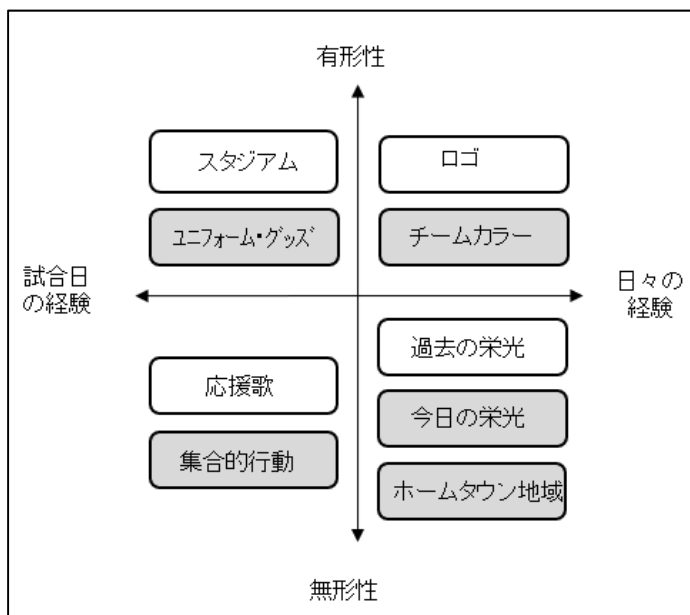 有形性
スタジアム
ロゴ
ユニフォーム・グッズ
チームカラー
試合日
の経験
日々の
経験
過去の栄光
応援歌
今日の栄光
集合的行動
ホームタウン地域
無形性